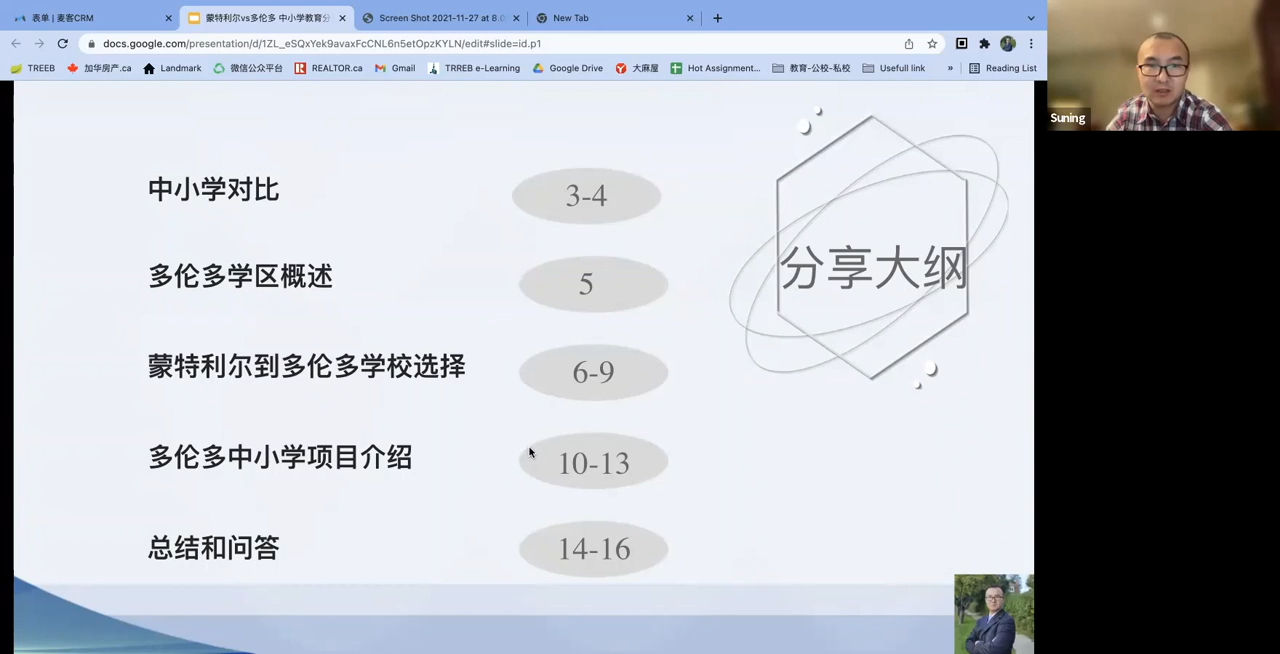 表单 | 麦客CRM
蒙特利尔vs多伦多 中小学教育分
Screen Shot 2021-11-27 at 8.0
New Tab
docs.google.com/presentation/d/1ZL_eSQxYek9avaxFcCNL6n5etOpzKYLN/edit#slide=id.p1
TREEB
加华房产.ca
Landmark
微信公众平台
REALTOR.ca
Gmail
TRREB e-Learning
Google Drive
大麻屋
Hot Assignment...
教育-公校-私校
Usefull link
»
Reading List
Suning
分享大纲
中小学对比 3-4
多伦多学区概述 5
蒙特利尔到多伦多学校选择 6-9
多伦多中小学项目介绍 10-13
总结和问答 14-16